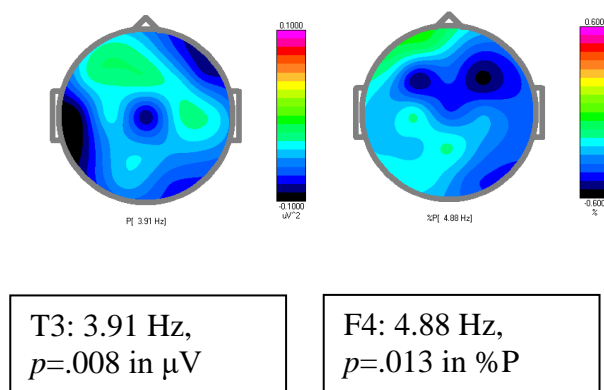 0.1000
-0.1000
uV^2
P[ 3.91 Hz]
0.600
-0.600
%
%P[ 4.88 Hz]
T3: 3.91 Hz,
p=.008 in μV
F4: 4.88 Hz,
p=.013 in %P